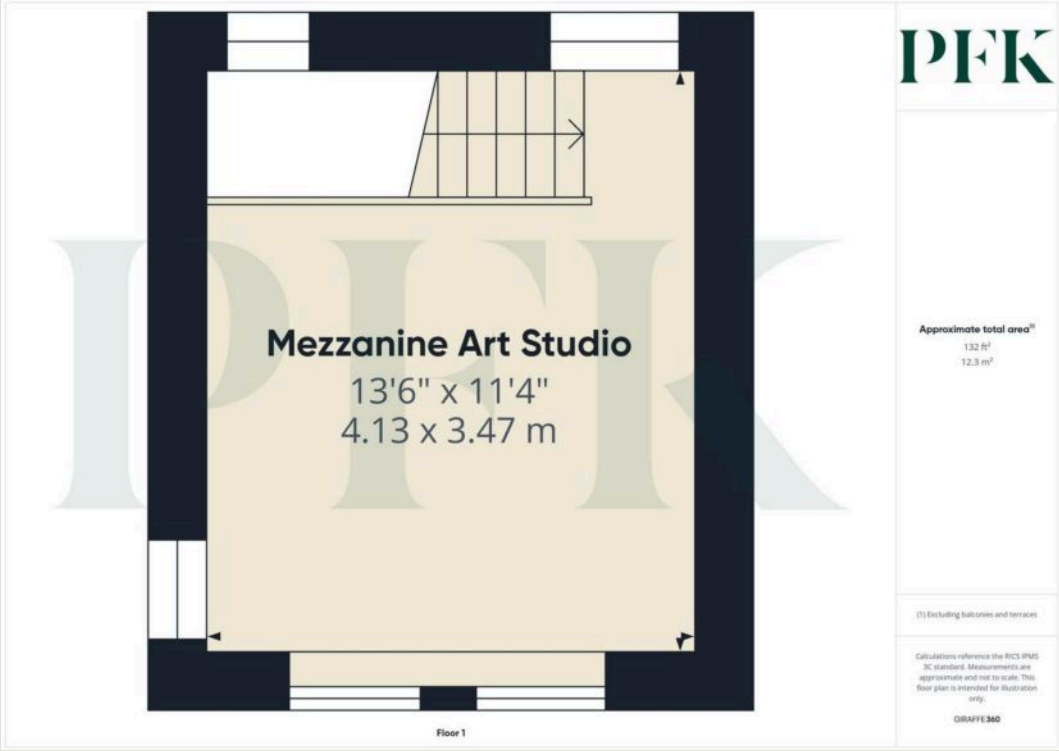 PFK
PFK
Mezzanine Art Studio
13'6" x 11'4"
4.13 x 3.47 m
Approximate total area⁽¹⁾
132 ft²
12.3 m²
(1) Excluding balconies and terraces
Calculations reference the RICS IPMS
3C standard. Measurements are
approximate and not to scale. This
floor plan is intended for illustration
only.
GIRAFFE360
Floor 1